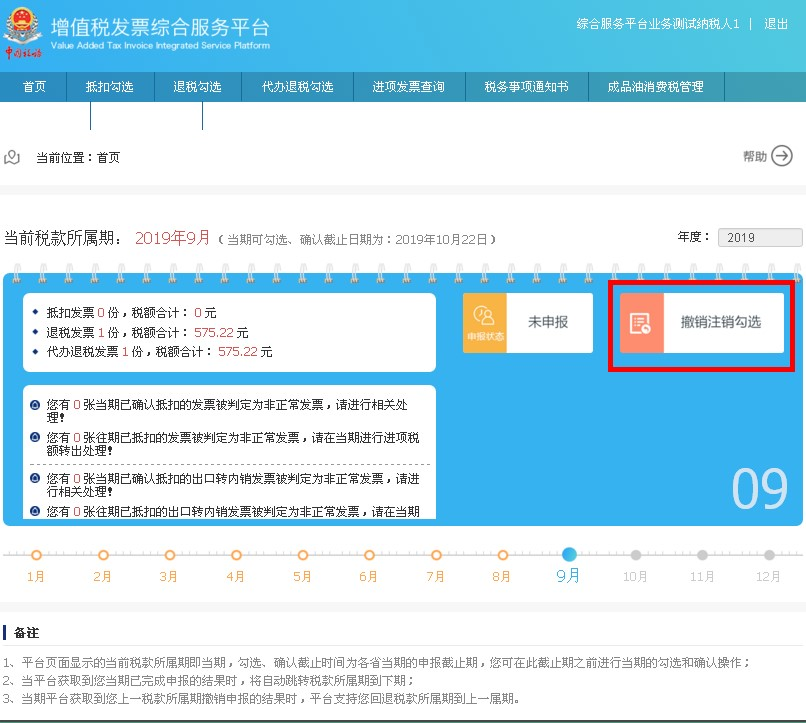 增值税发票综合服务平台
Value Added Tax Invoice Integrated Service Platform
中国税务
综合服务平台业务测试纳税人1 | 退出
首页 抵扣勾选 退税勾选 代办退税勾选 进项发票查询 税务事项通知书 成品油消费税管理
当前位置：首页
帮助
当前税款所属期： 2019年9月 （当期可勾选、确认截止日期为：2019年10月22日）
年度： 2019
抵扣发票 0 份，税额合计： 0 元
退税发票 1 份，税额合计： 575.22 元
代办退税发票 1 份，税额合计： 575.22 元
申报状态
未申报
撤销注销勾选
您有 0 张当期已确认抵扣的发票被判定为非正常发票，请进行相关处
理！
您有 0 张往期已抵扣的发票被判定为非正常发票，请在当期进行进项税
额转出处理！
您有 0 张当期已确认抵扣的出口转内销发票被判定为非正常发票，请进
行相关处理！
您有 0 张往期已抵扣的出口转内销发票被判定为非正常发票，请在当期
09
1月 2月 3月 4月 5月 6月 7月 8月 9月 10月 11月 12月
备注
1、平台页面显示的当前税款所属期即当期，勾选、确认截止时间为各省当期的申报截止期，您可在此截止期之前进行当期的勾选和确认操作；
2、当平台获取到您当期已完成申报的结果时，将自动跳转税款所属期到下期；
3、当期平台获取到您上一税款所属期撤销申报的结果时，平台支持您回退税款所属期到上一属期。